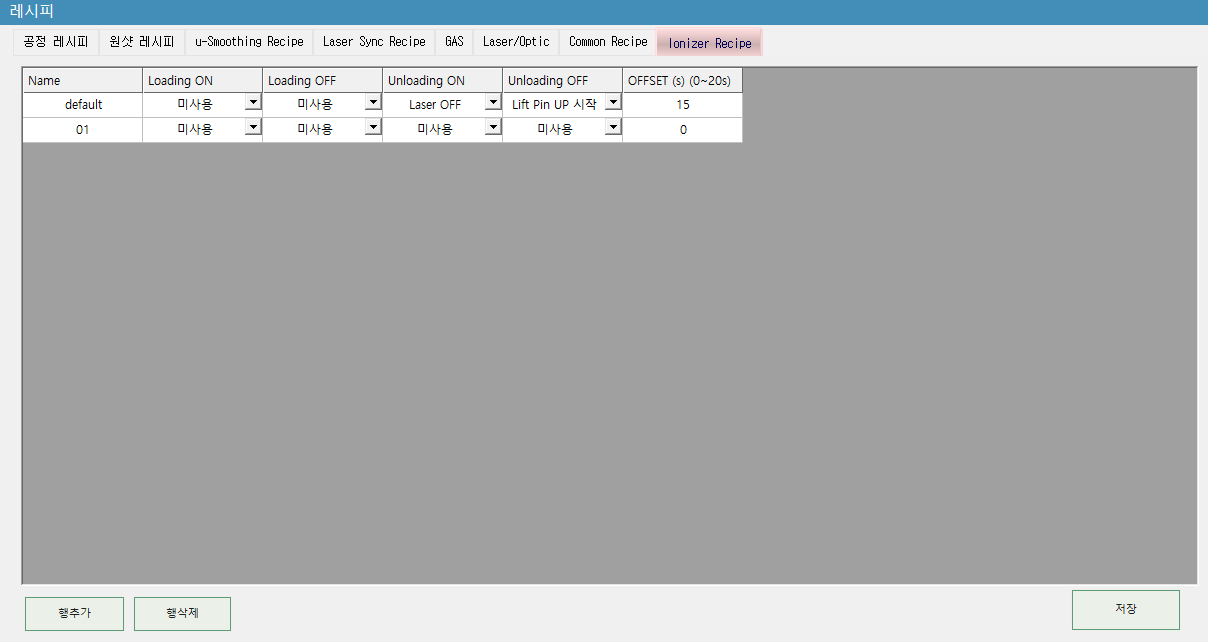 레시피
공정 레시피 원샷 레시피 u-Smoothing Recipe Laser Sync Recipe GAS Laser/Optic Common Recipe Ionizer Recipe
Name Loading ON Loading OFF Unloading ON Unloading OFF OFFSET (s) (0~20s)
default 미사용 미사용 Laser OFF Lift Pin UP 시작 15
01 미사용 미사용 미사용 미사용 0
행추가 행삭제 저장